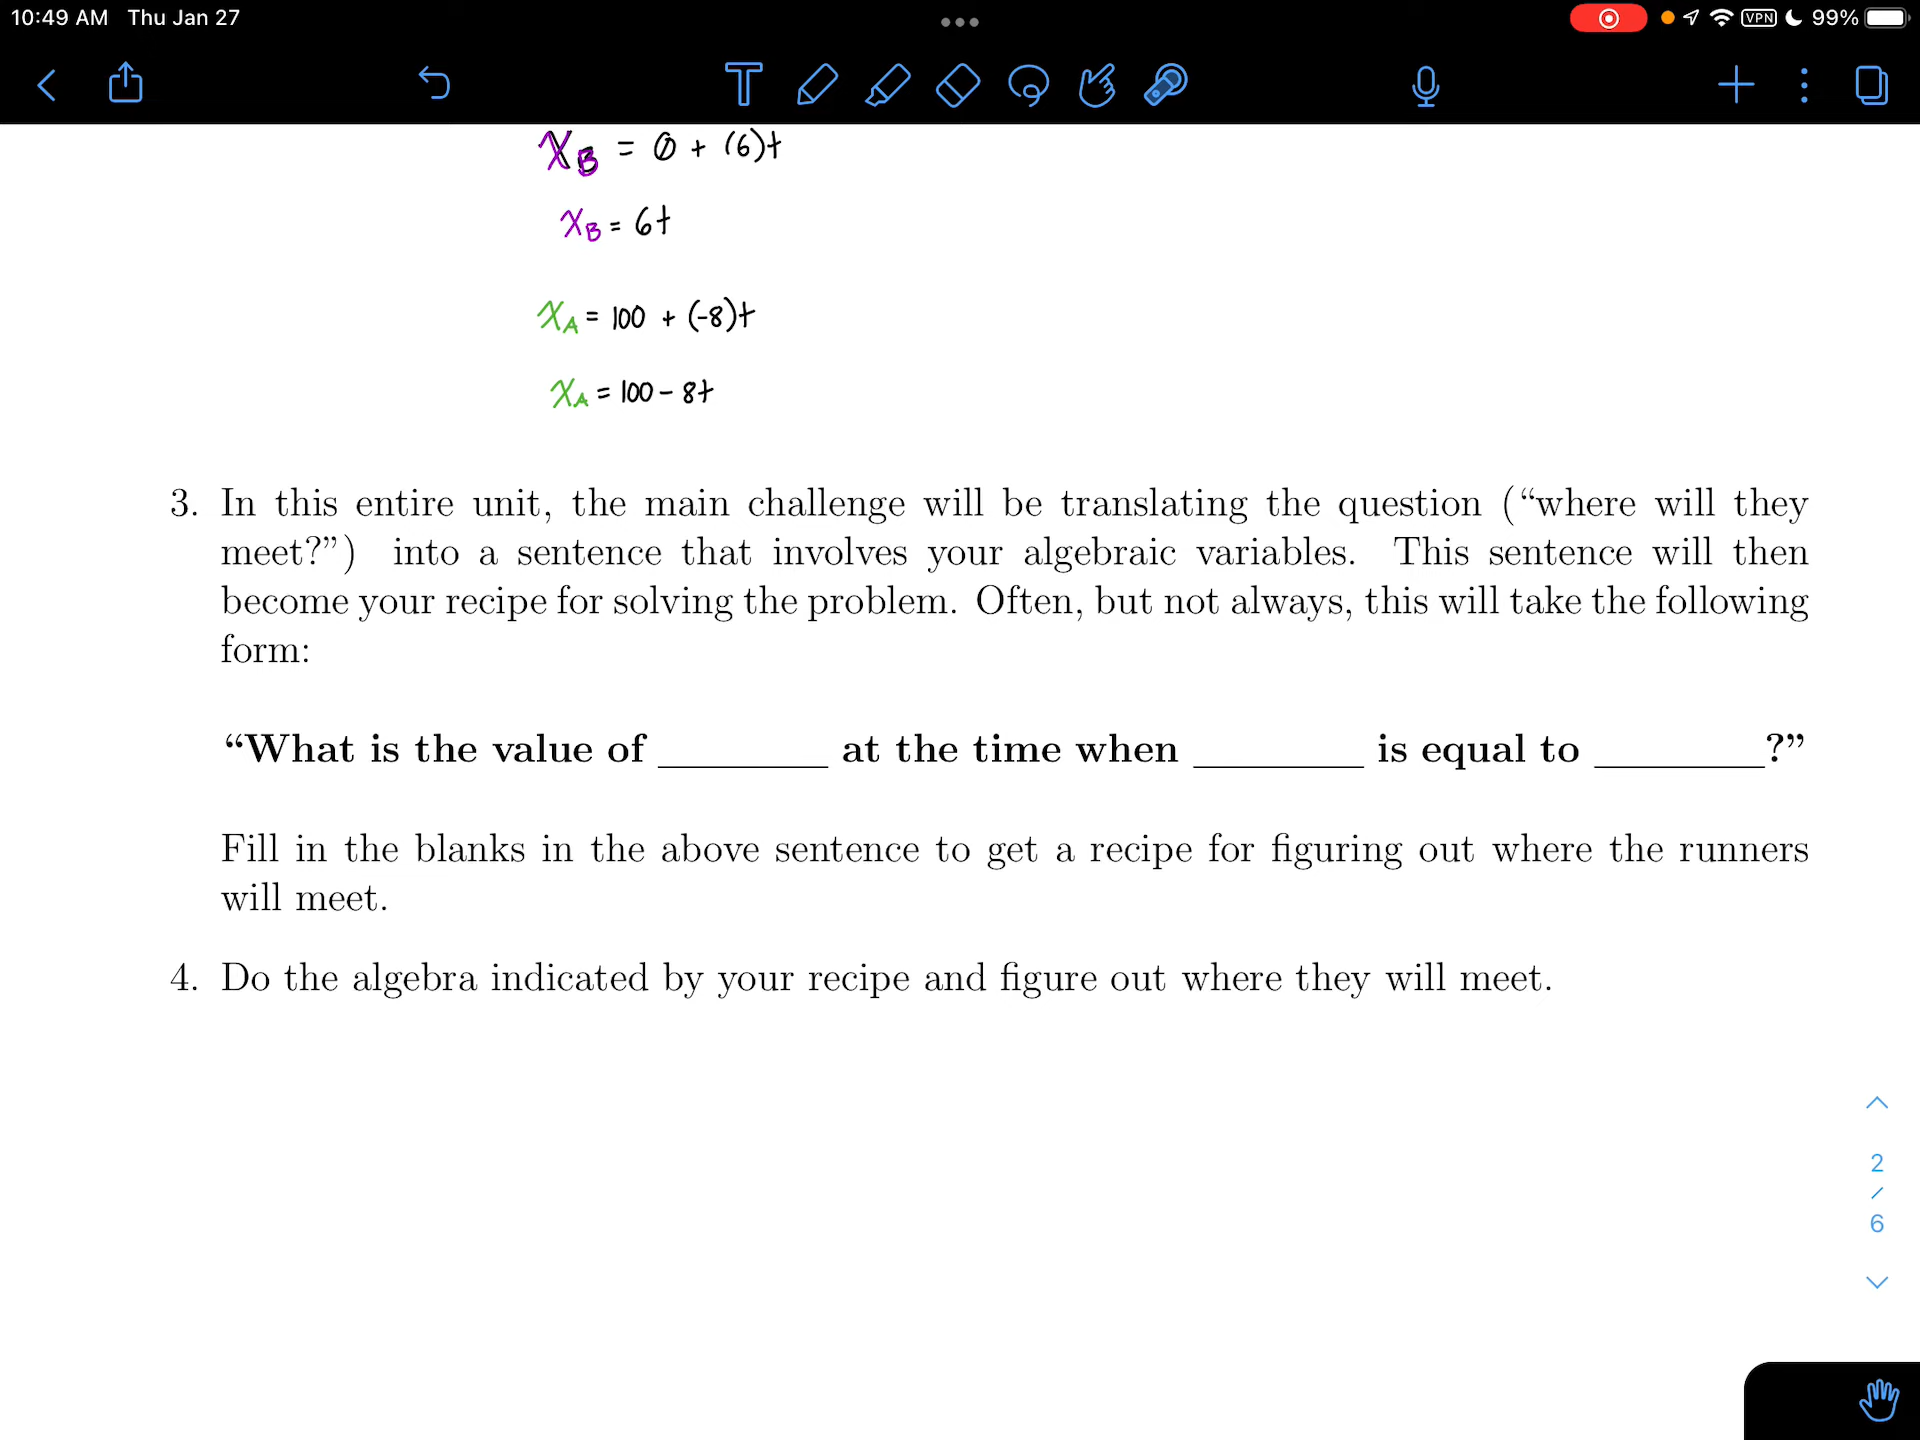 10:49 AM Thu Jan 27
VPN 99%
T
x_B = 0 + (6)t
x_B = 6t
x_A = 100 + (-8)t
x_A = 100 - 8t
3. In this entire unit, the main challenge will be translating the question (“where will they
meet?”) into a sentence that involves your algebraic variables. This sentence will then
become your recipe for solving the problem. Often, but not always, this will take the following
form:
“What is the value of ________ at the time when ________ is equal to ________?”
Fill in the blanks in the above sentence to get a recipe for figuring out where the runners
will meet.
4. Do the algebra indicated by your recipe and figure out where they will meet.
2
/
6